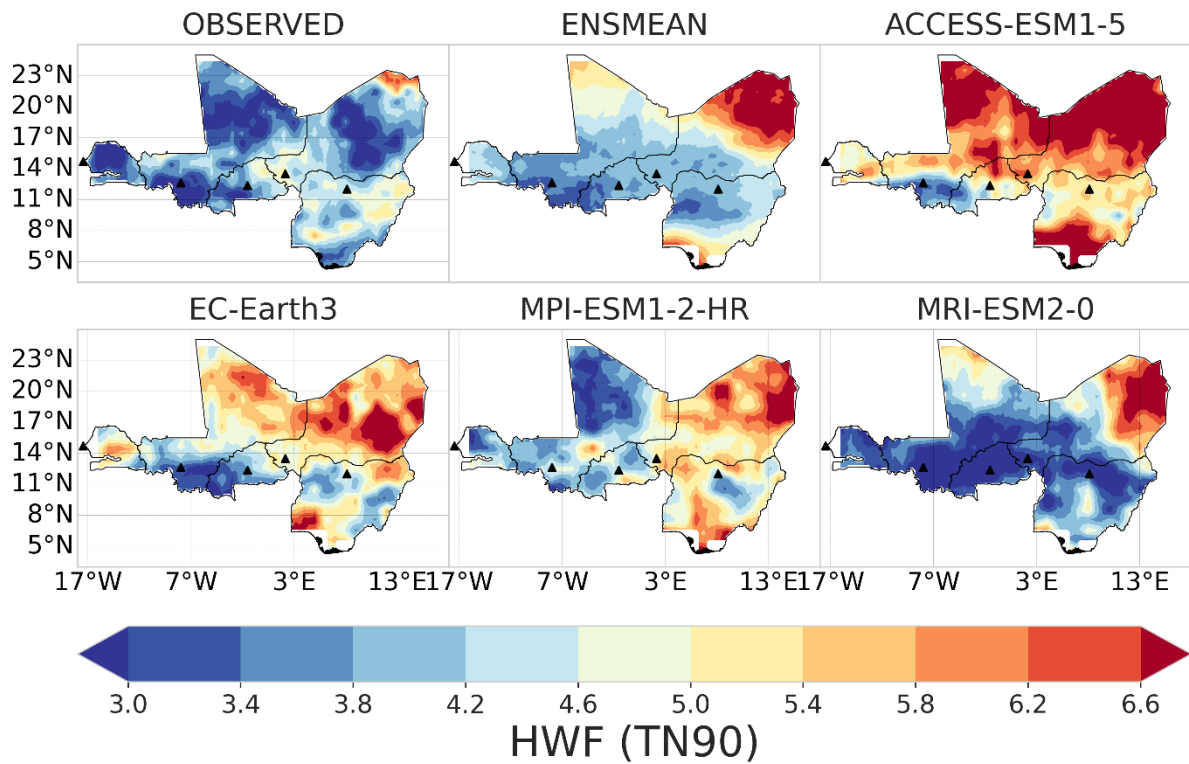 OBSERVED ENSMEAN ACCESS-ESM1-5
23°N
20°N
17°N
14°N
11°N
8°N
5°N
EC-Earth3 MPI-ESM1-2-HR MRI-ESM2-0
23°N
20°N
17°N
14°N
11°N
8°N
5°N
17°W 7°W 3°E 13°E 17°W 7°W 3°E 13°E 17°W 7°W 3°E 13°E
3.0 3.4 3.8 4.2 4.6 5.0 5.4 5.8 6.2 6.6
HWF (TN90)